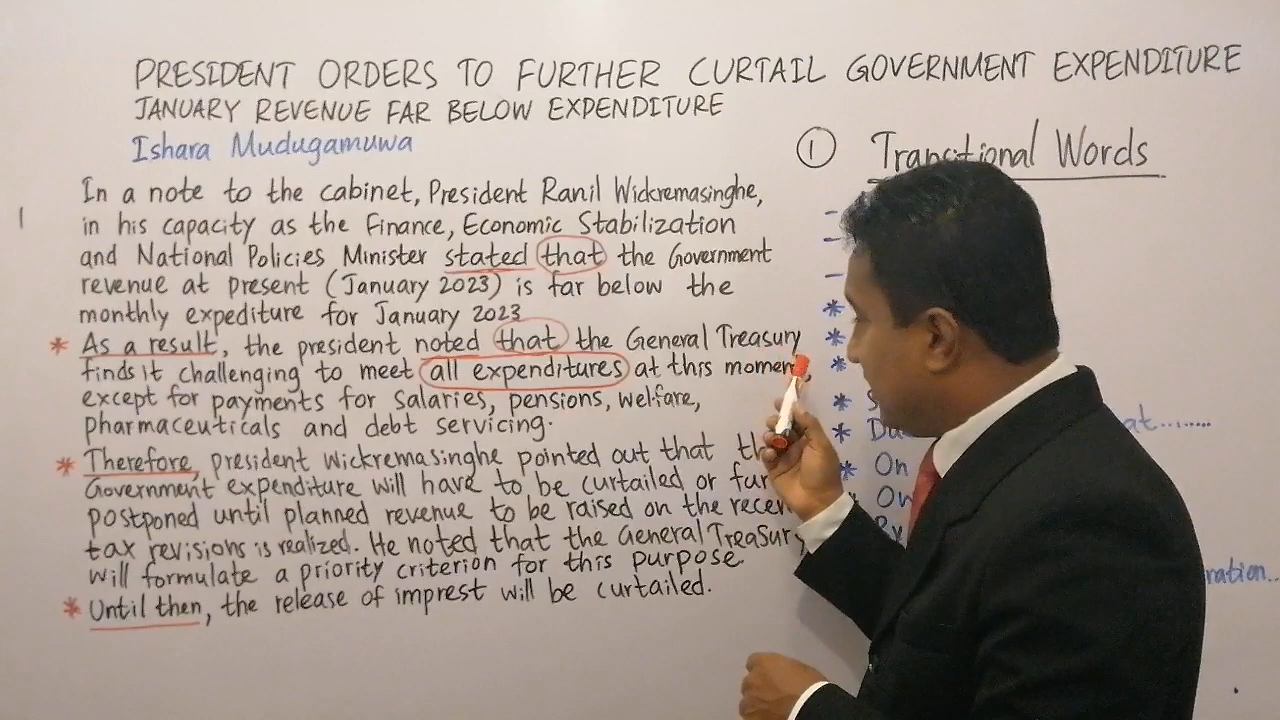 PRESIDENT ORDERS TO FURTHER CURTAIL GOVERNMENT EXPENDITURE
JANUARY REVENUE FAR BELOW EXPENDITURE
Ishara Mudugamuwa
In a note to the cabinet, President Ranil Wickremasinghe,
in his capacity as the Finance, Economic Stabilization
and National Policies Minister stated that the Government
revenue at present (January 2023) is far below the
monthly expediture for January 2023
* As a result, the president noted that the General Treasury
finds it challenging to meet all expenditures at this moment,
except for payments for salaries, pensions, welfare,
pharmaceuticals and debt servicing.
* Therefore, president Wickremasinghe pointed out that
Government expenditure will have to be curtailed or
postponed until planned revenue to be raised on the
tax revisions is realized. He noted that the General Treasury
will formulate a priority criterion for this purpose.
* Until then, the release of imprest will be curtailed.
1 Transitional Words
-
-
-
*
*
*
*
*
* On